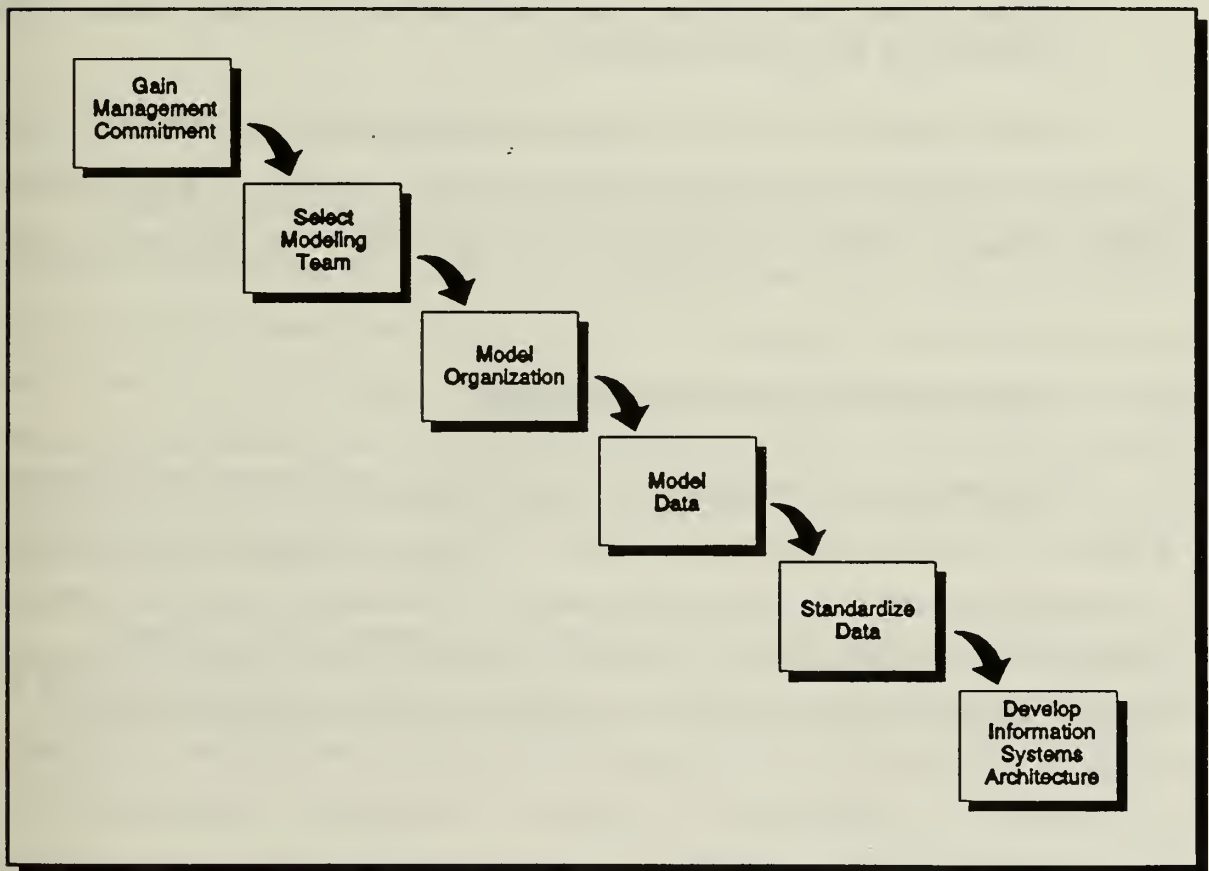 Gain
Management
Commitment
Select
Modeling
Team
Model
Organization
Model
Data
Standardize
Data
Develop
Information
Systems
Architecture